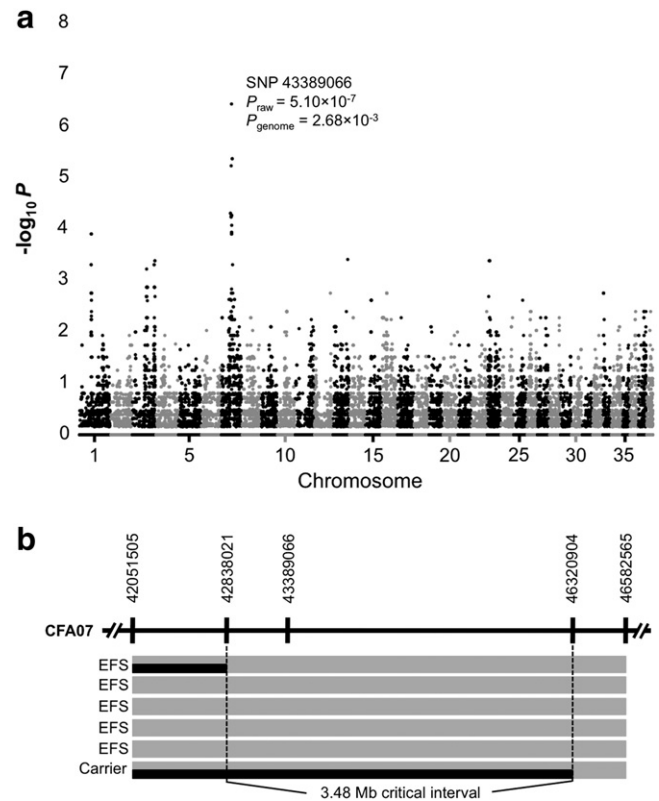 a
8
7
6
5
4
3
2
1
0
-log₁₀ P
SNP 43389066
Praw = 5.10×10⁻⁷
Pgenome = 2.68×10⁻³
1 5 10 15 20 25 30 35
Chromosome
b
42051505 42838021 43389066 46320904 46582565
CFA07
EFS
EFS
EFS
EFS
EFS
Carrier
3.48 Mb critical interval